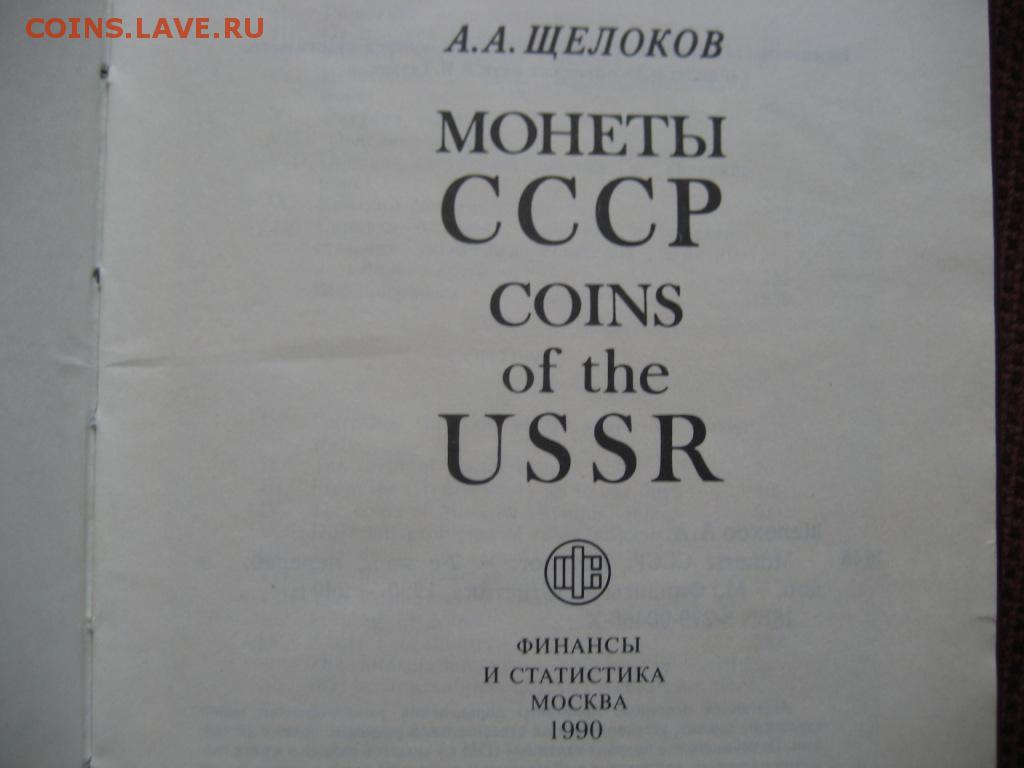 COINS.LAVE.RU
А. А. ЩЕЛОКОВ
МОНЕТЫ
СССР
COINS
of the
USSR
ФИНАНСЫ
И СТАТИСТИКА
МОСКВА
1990